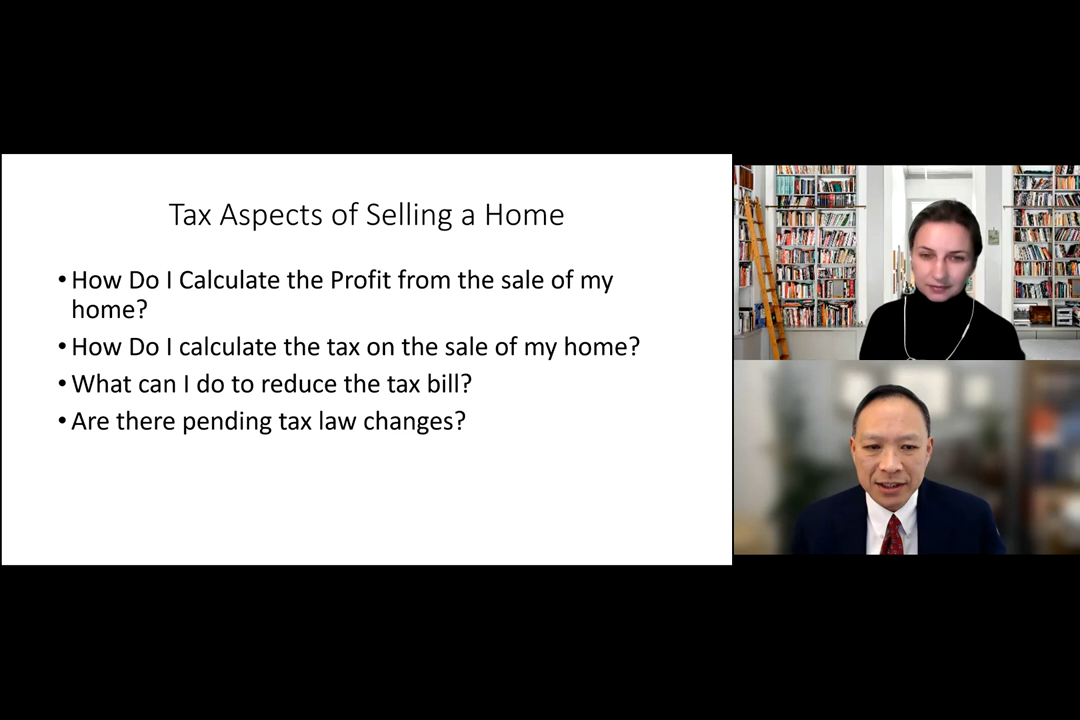 Tax Aspects of Selling a Home
• How Do I Calculate the Profit from the sale of my
home?
• How Do I calculate the tax on the sale of my home?
• What can I do to reduce the tax bill?
• Are there pending tax law changes?